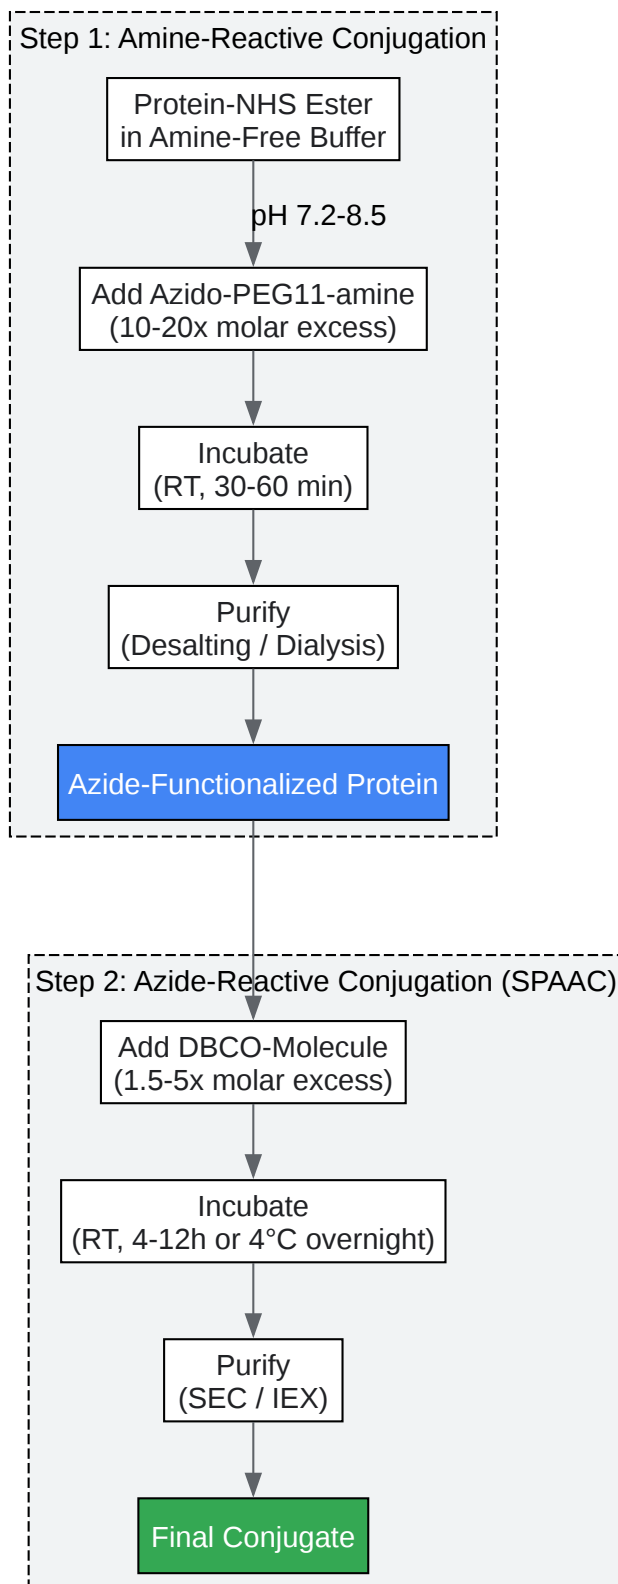 Step 1: Amine-Reactive Conjugation
Protein-NHS Ester
in Amine-Free Buffer
pH 7.2-8.5
Add Azido-PEG11-amine
(10-20x molar excess)
Incubate
(RT, 30-60 min)
Purify
(Desalting / Dialysis)
Azide-Functionalized Protein
Step 2: Azide-Reactive Conjugation (SPAAC)
Add DBCO-Molecule
(1.5-5x molar excess)
Incubate
(RT, 4-12h or 4°C overnight)
Purify
(SEC / IEX)
Final Conjugate